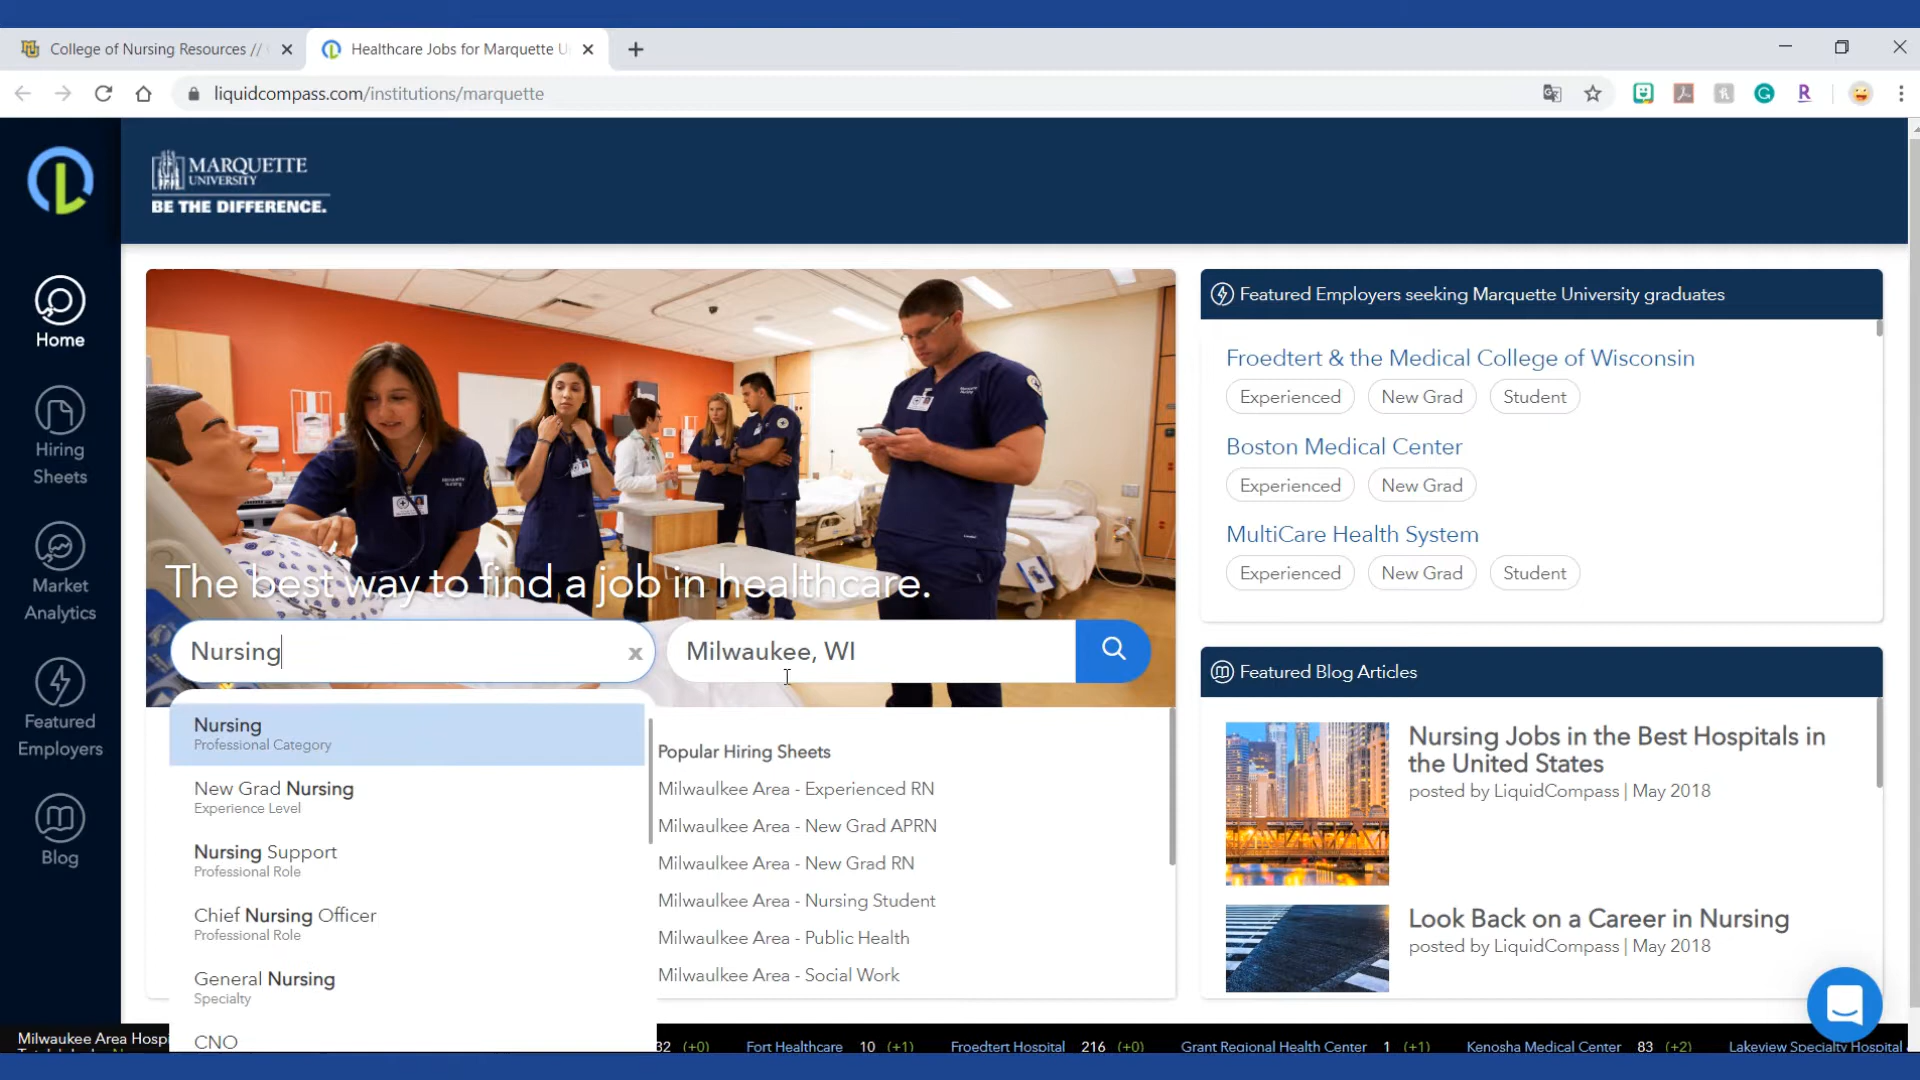 College of Nursing Resources //
Healthcare Jobs for Marquette U
liquidcompass.com/institutions/marquette
MARQUETTE
UNIVERSITY
BE THE DIFFERENCE.
Home
Hiring
Sheets
Market
Analytics
Featured
Employers
Blog
The best way to find a job in healthcare.
Nursing
x
Milwaukee, WI
Nursing
Professional Category
New Grad Nursing
Experience Level
Nursing Support
Professional Role
Chief Nursing Officer
Professional Role
General Nursing
Specialty
CNO
Popular Hiring Sheets
Milwaukee Area - Experienced RN
Milwaukee Area - New Grad APRN
Milwaukee Area - New Grad RN
Milwaukee Area - Nursing Student
Milwaukee Area - Public Health
Milwaukee Area - Social Work
Featured Employers seeking Marquette University graduates
Froedtert & the Medical College of Wisconsin
Experienced New Grad Student
Boston Medical Center
Experienced New Grad
MultiCare Health System
Experienced New Grad Student
Featured Blog Articles
Nursing Jobs in the Best Hospitals in
the United States
posted by LiquidCompass | May 2018
Look Back on a Career in Nursing
posted by LiquidCompass | May 2018
Milwaukee Area Hospi
32 (+0) Fort Healthcare 10 (+1) Froedtert Hospital 216 (+0) Grant Regional Health Center 1 (+1) Kenosha Medical Center 83 (+2) Lakeview Specialty Hospital